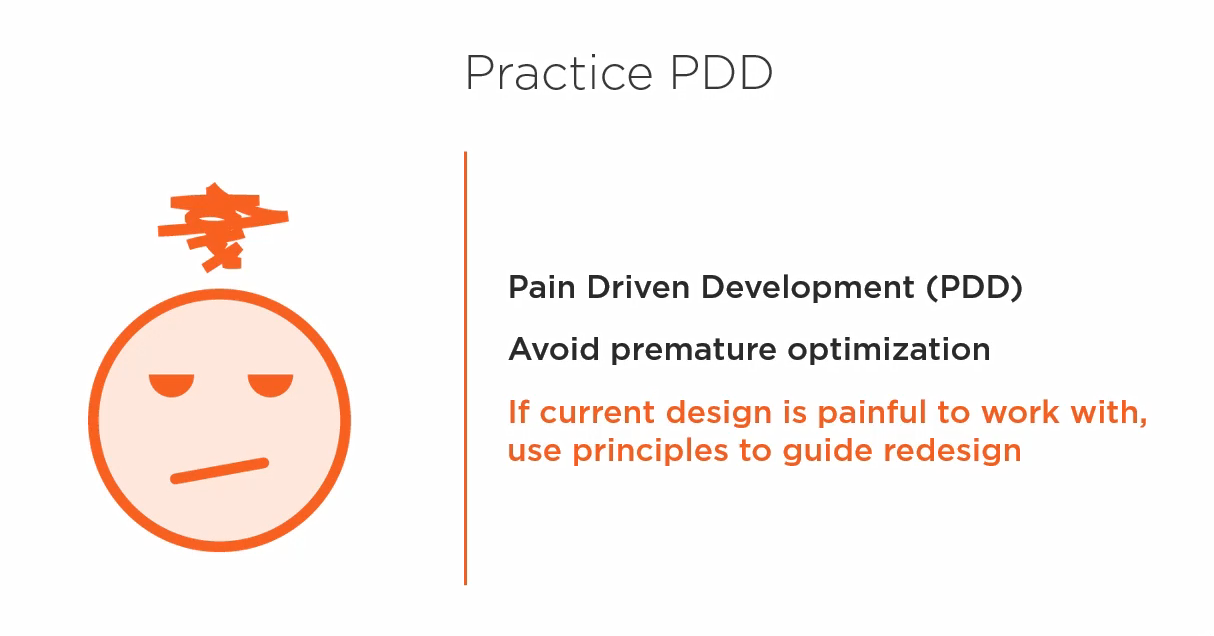 Practice PDD
Pain Driven Development (PDD)
Avoid premature optimization
If current design is painful to work with,
use principles to guide redesign